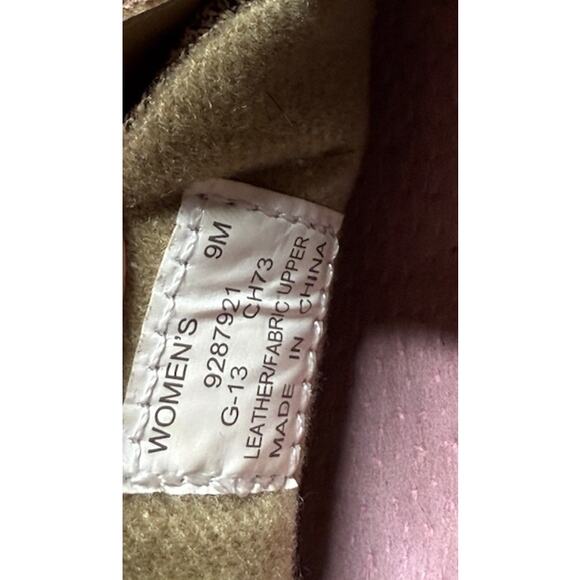 WOMEN'S 9M
9287921
G-13 CH73
LEATHER/FABRIC UPPER
MADE IN CHINA